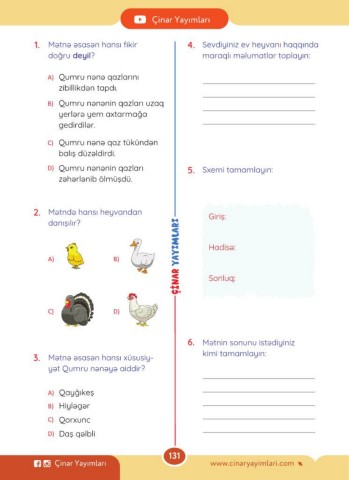 Çinar Yayımları
1. Mətnə əsasən hansı fikir
doğru deyil?
A) Qumru nənə qazlarını
zibillikdən tapdı.
B) Qumru nənənin qazları uzaq
yerlərə yem axtarmağa
gedirdilər.
C) Qumru nənə qaz tükündən
balış düzəldirdi.
D) Qumru nənənin qazları
zəhərlənib ölmüşdü.
2. Mətndə hansı heyvandan
danışılır?
A)
B)
C)
D)
3. Mətnə əsasən hansı xüsusiy-
yət Qumru nənəyə aiddir?
A) Qayğıkeş
B) Hiyləgər
C) Qorxunc
D) Daş qəlbli
ÇİNAR YAYIMLARI
4. Sevdiyiniz ev heyvanı haqqında
maraqlı məlumatlar toplayın:
5. Sxemi tamamlayın:
Giriş:
Hadisə:
Sonluq:
6. Mətnin sonunu istədiyiniz
kimi tamamlayın:
Çinar Yayımları
131
www.cinaryayimlari.com